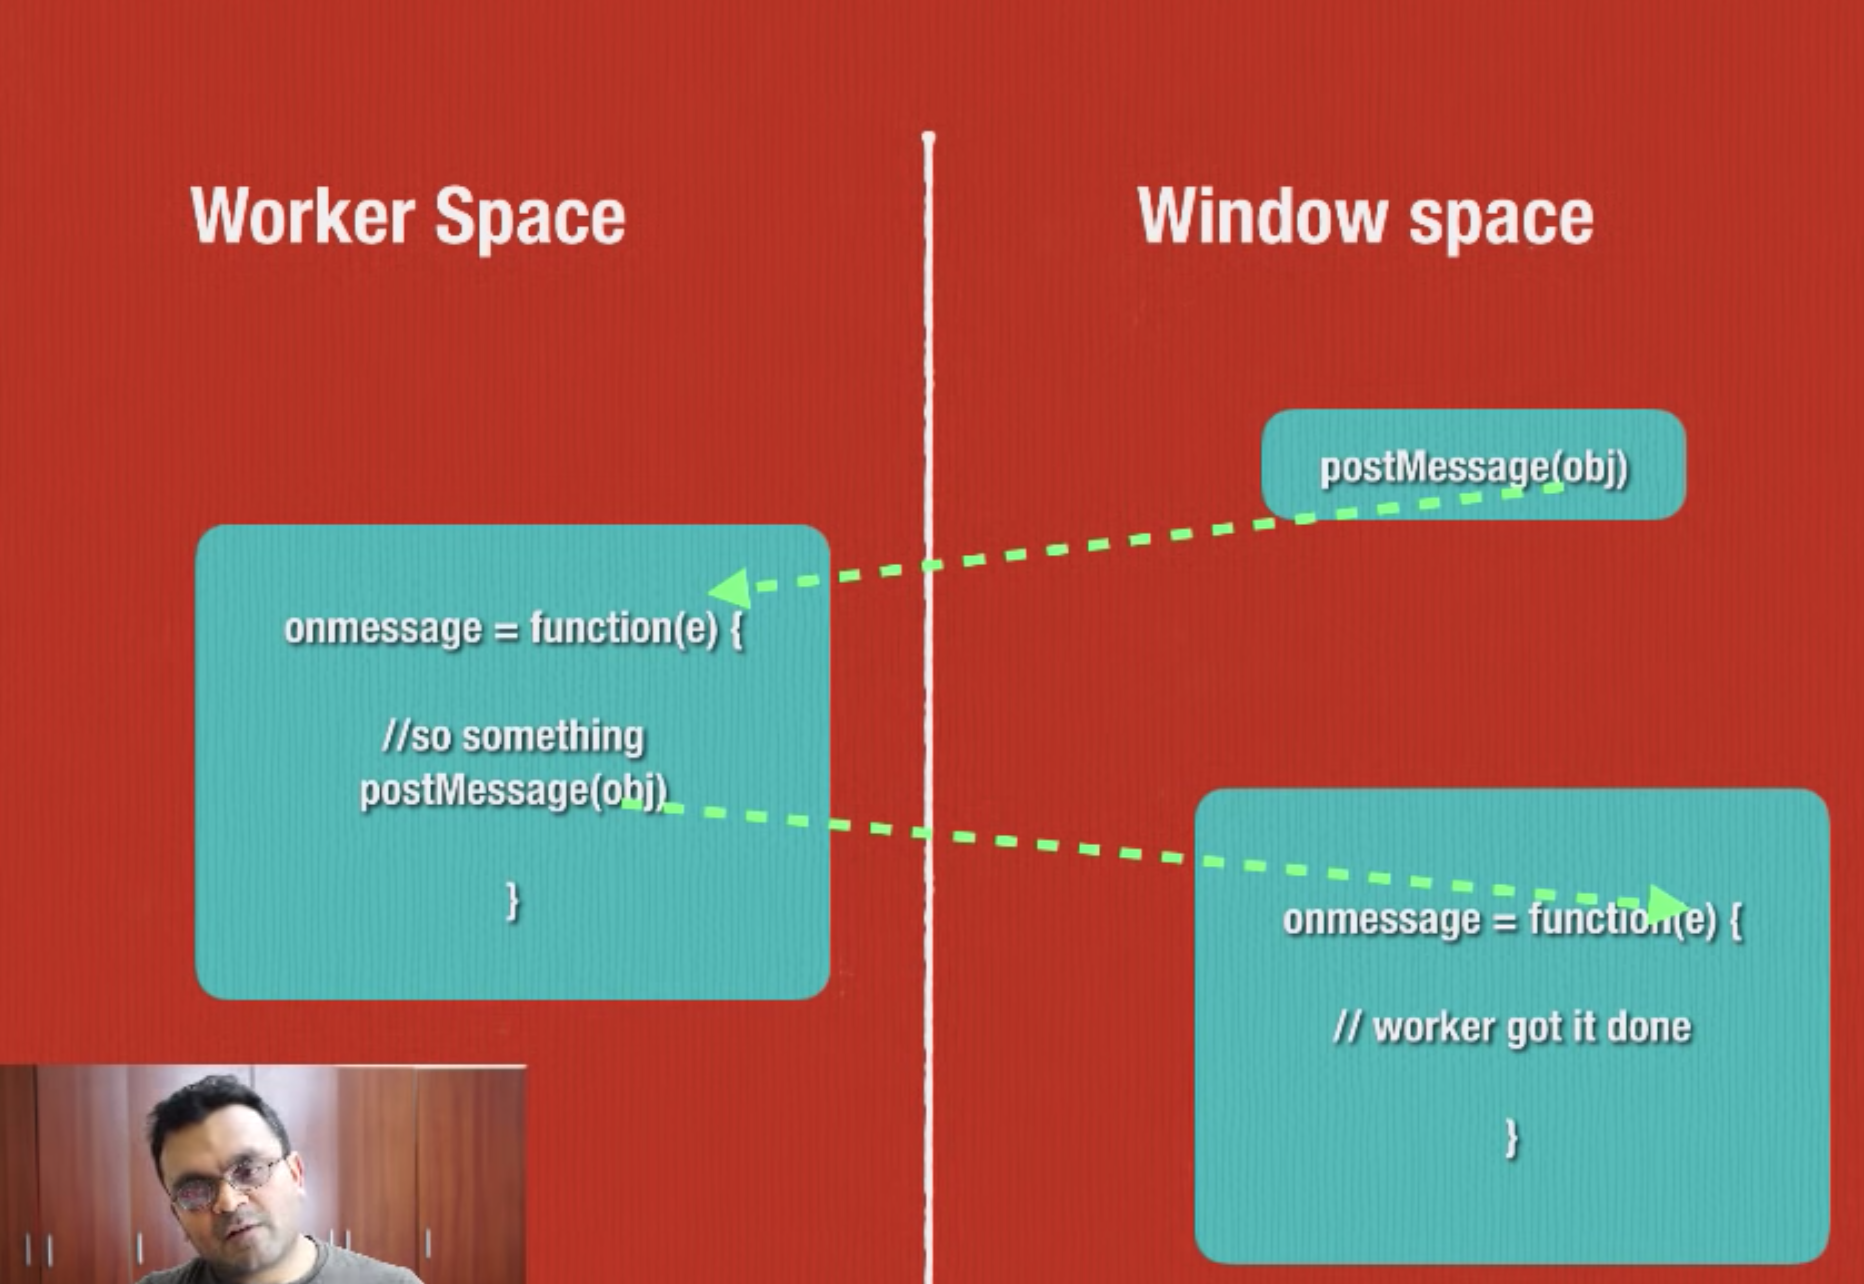 Worker Space
Window space
postMessage(obj)
onmessage = function(e) {
//so something
postMessage(obj)
}
onmessage = function(e) {
// worker got it done
}